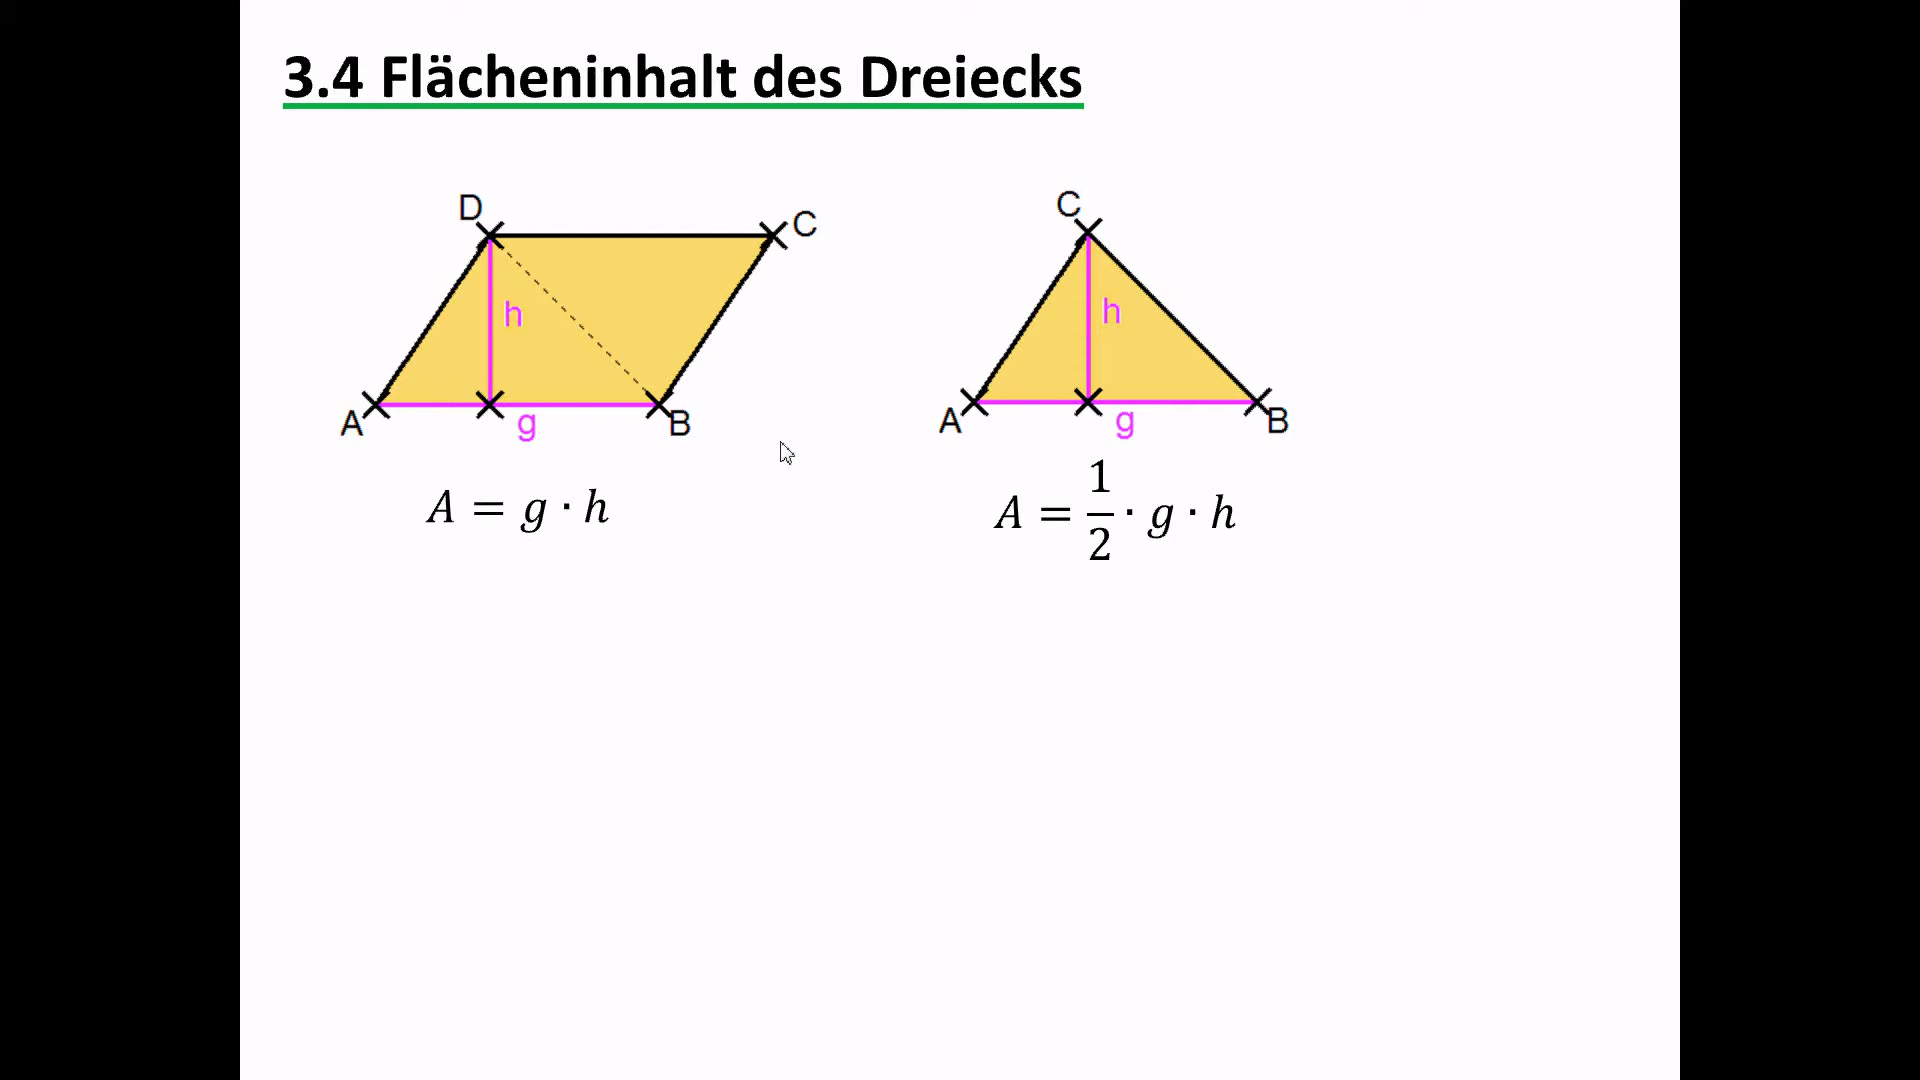 3.4 Flächeninhalt des Dreiecks
D
C
h
A
g
B
A = g · h
C
h
A
g
B
A = 1/2 · g · h